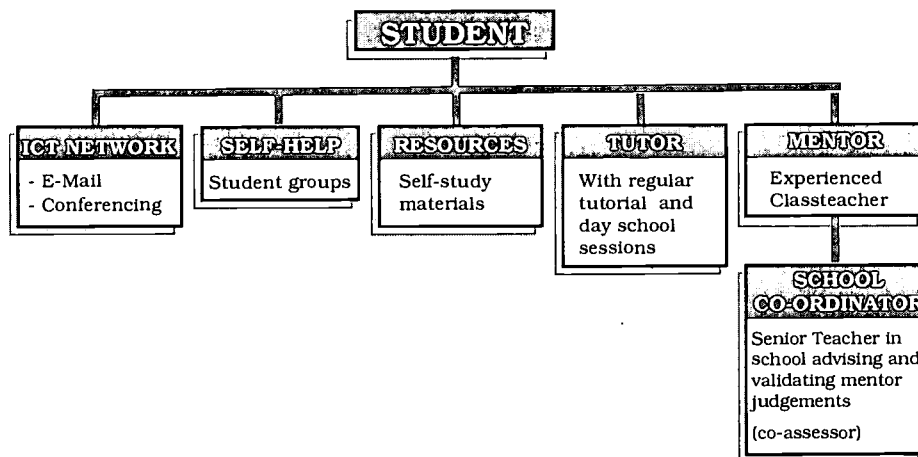 STUDENT
ICT NETWORK
- E-Mail
- Conferencing
SELF-HELP
Student groups
RESOURCES
Self-study
materials
TUTOR
With regular
tutorial and
day school
sessions
MENTOR
Experienced
Classteacher
SCHOOL
CO-ORDINATOR
Senior Teacher in
school advising and
validating mentor
judgements
(co-assessor)